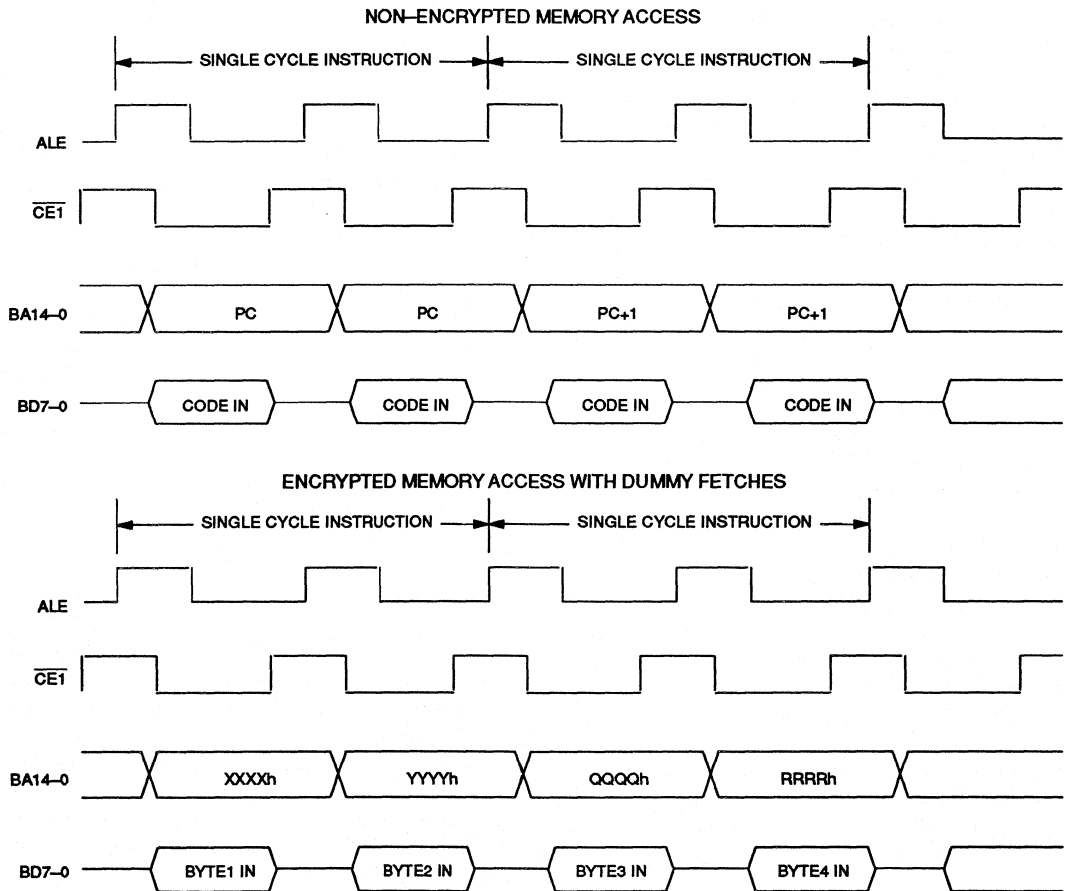 NON–ENCRYPTED MEMORY ACCESS
SINGLE CYCLE INSTRUCTION SINGLE CYCLE INSTRUCTION
ALE
CE1
BA14–0 PC PC PC+1 PC+1
BD7–0 CODE IN CODE IN CODE IN CODE IN
ENCRYPTED MEMORY ACCESS WITH DUMMY FETCHES
SINGLE CYCLE INSTRUCTION SINGLE CYCLE INSTRUCTION
ALE
CE1
BA14–0 XXXXh YYYYh QQQQh RRRRh
BD7–0 BYTE1 IN BYTE2 IN BYTE3 IN BYTE4 IN